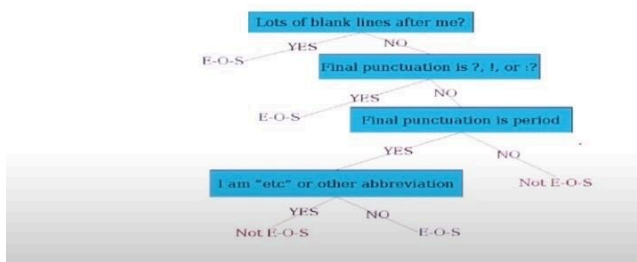 Lots of blank lines after me?
YES NO
E-O-S
Final punctuation is ?, !, or :?
YES NO
E-O-S
Final punctuation is period
YES NO
I am "etc" or other abbreviation
Not E-O-S
YES NO
Not E-O-S E-O-S